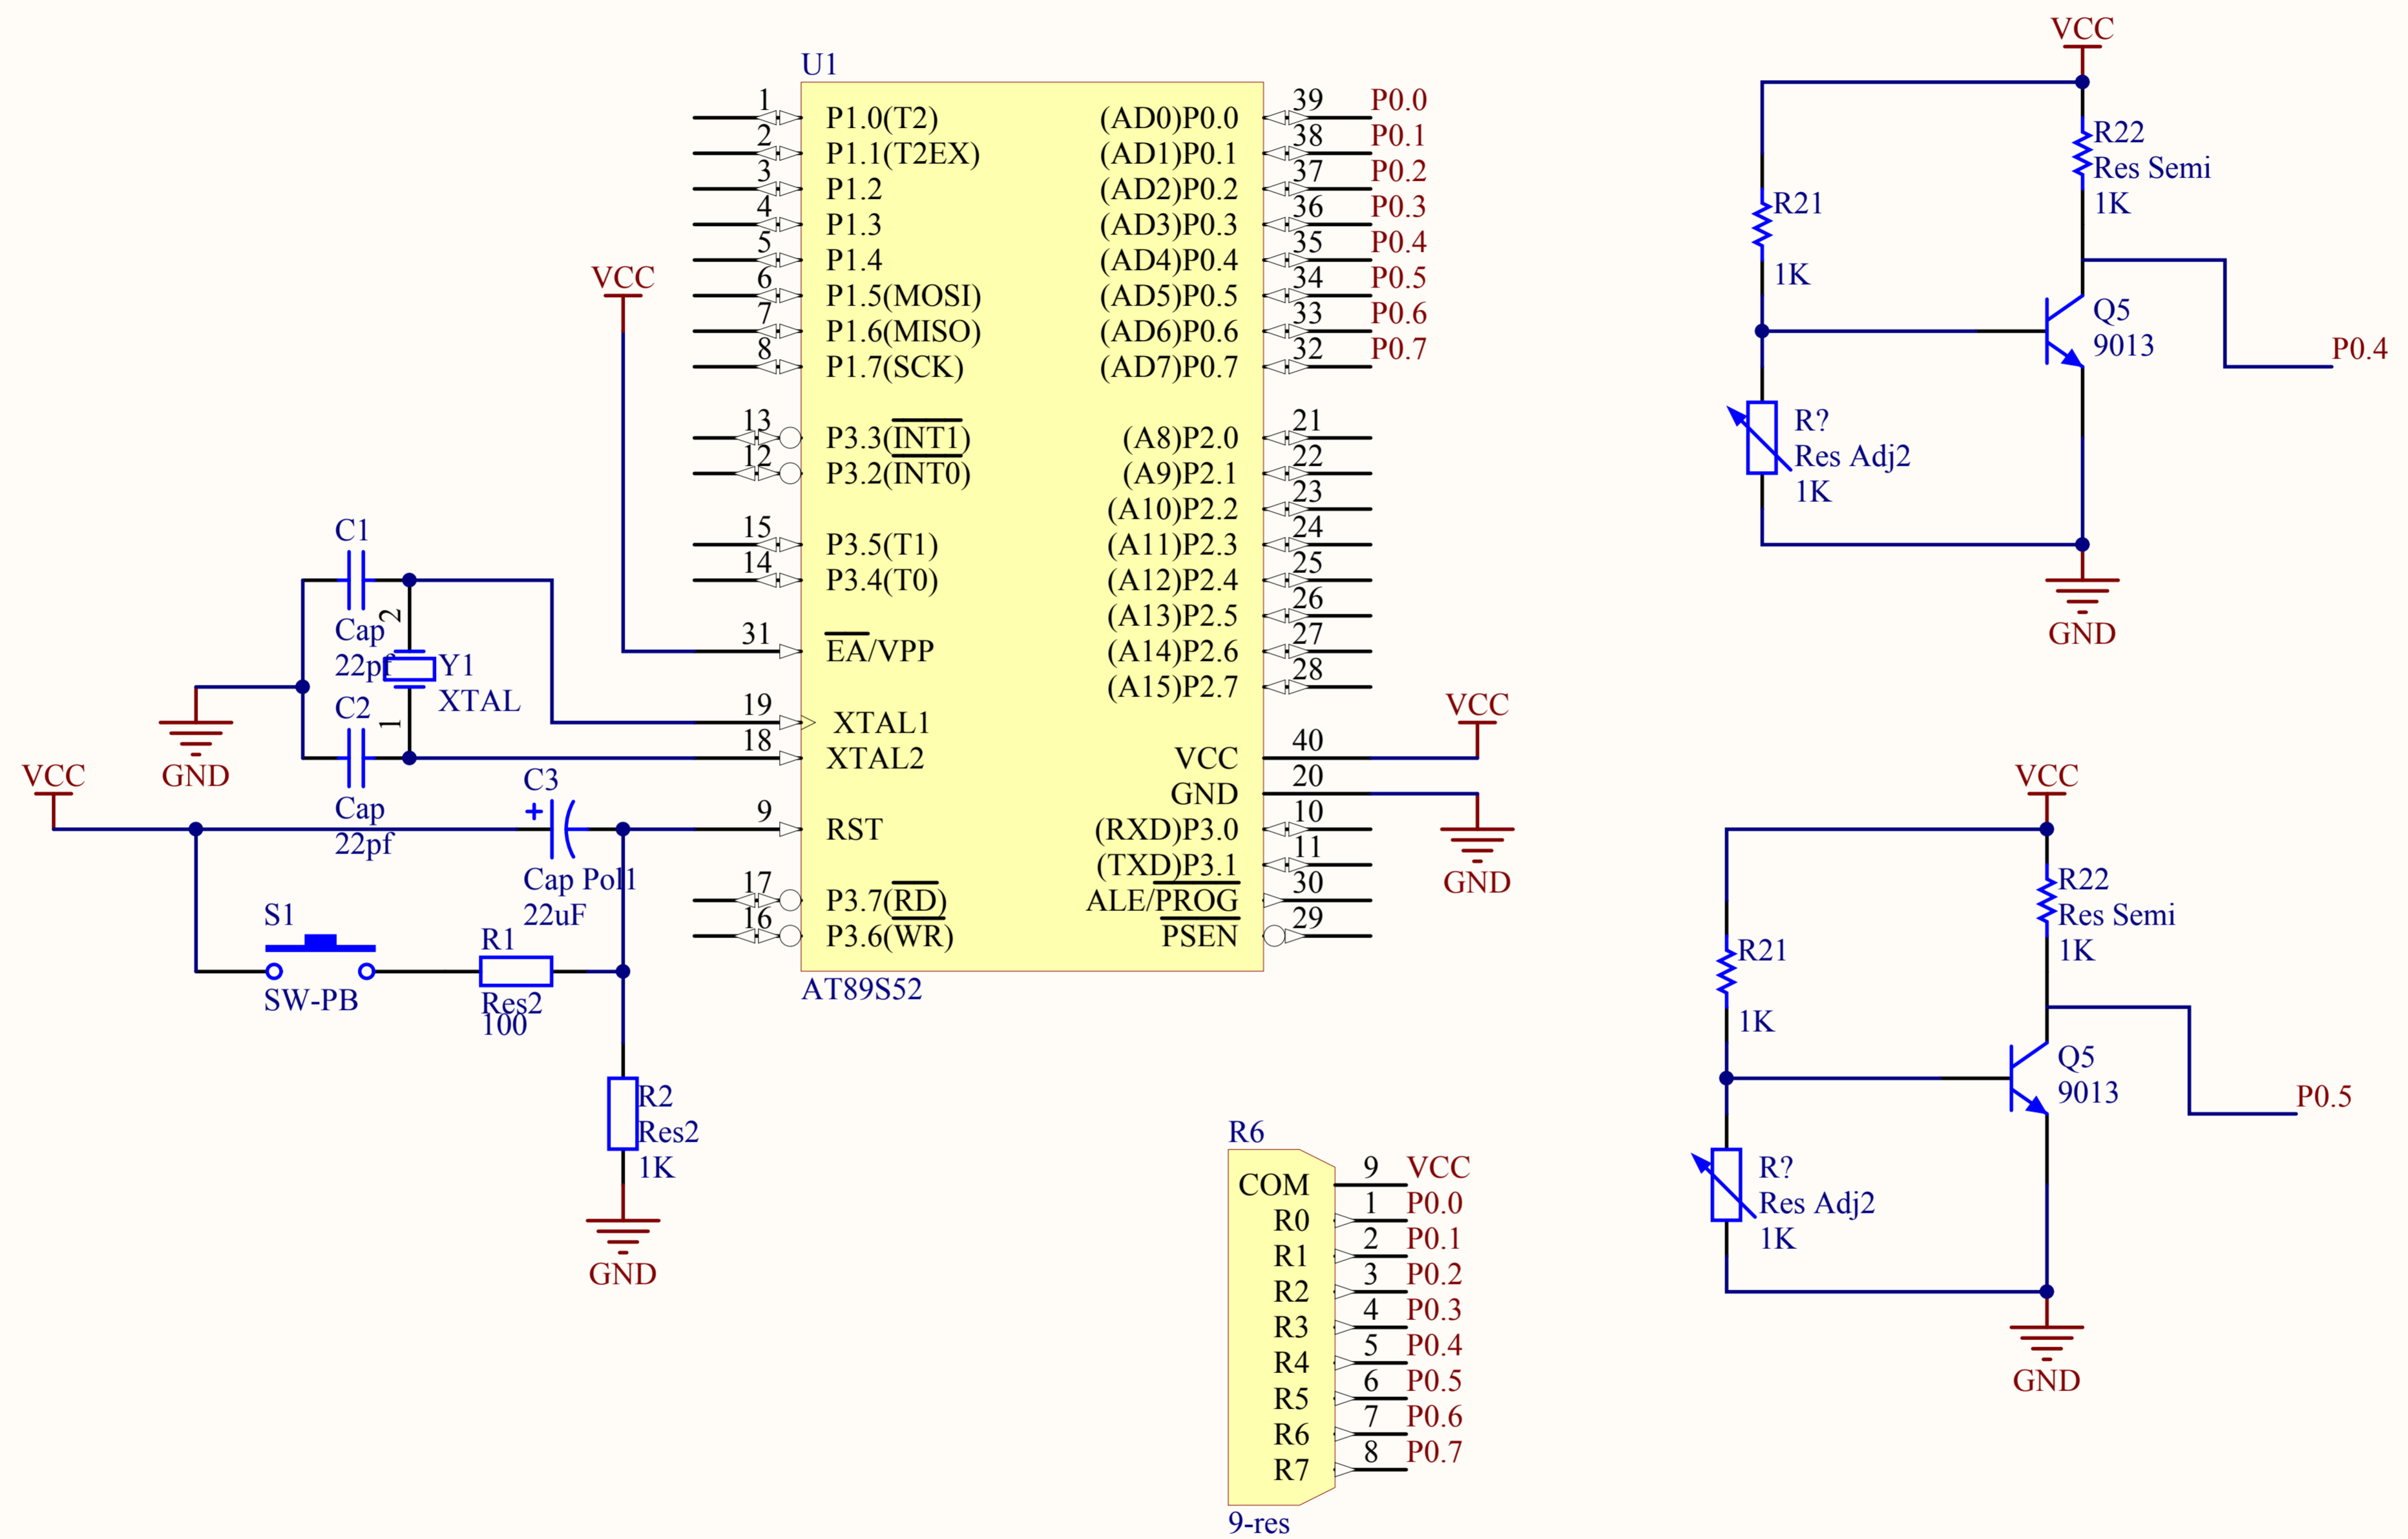 U1
1 P1.0(T2)
2 P1.1(T2EX)
3 P1.2
4 P1.3
5 P1.4
6 P1.5(MOSI)
7 P1.6(MISO)
8 P1.7(SCK)
13 P3.3(INT1)
12 P3.2(INT0)
15 P3.5(T1)
14 P3.4(T0)
31 EA/VPP
19 XTAL1
18 XTAL2
9 RST
17 P3.7(RD)
16 P3.6(WR)
(AD0)P0.0 39 P0.0
(AD1)P0.1 38 P0.1
(AD2)P0.2 37 P0.2
(AD3)P0.3 36 P0.3
(AD4)P0.4 35 P0.4
(AD5)P0.5 34 P0.5
(AD6)P0.6 33 P0.6
(AD7)P0.7 32 P0.7
(A8)P2.0 21
(A9)P2.1 22
(A10)P2.2 23
(A11)P2.3 24
(A12)P2.4 25
(A13)P2.5 26
(A14)P2.6 27
(A15)P2.7 28
VCC 40
GND 20
(RXD)P3.0 10
(TXD)P3.1 11
ALE/PROG 30
PSEN 29
AT89S52
VCC
GND
VCC
C1
Cap
22pf
2
Y1
XTAL
1
C2
Cap
22pf
GND
VCC
C3
+
Cap Pol1
22uF
S1
SW-PB
R1
Res2
100
R2
Res2
1K
GND
VCC
R22
Res Semi
1K
R21
1K
Q5
9013
P0.4
R?
Res Adj2
1K
GND
VCC
R22
Res Semi
1K
R21
1K
Q5
9013
P0.5
R?
Res Adj2
1K
GND
R6
COM 9 VCC
R0 1 P0.0
R1 2 P0.1
R2 3 P0.2
R3 4 P0.3
R4 5 P0.4
R5 6 P0.5
R6 7 P0.6
R7 8 P0.7
9-res